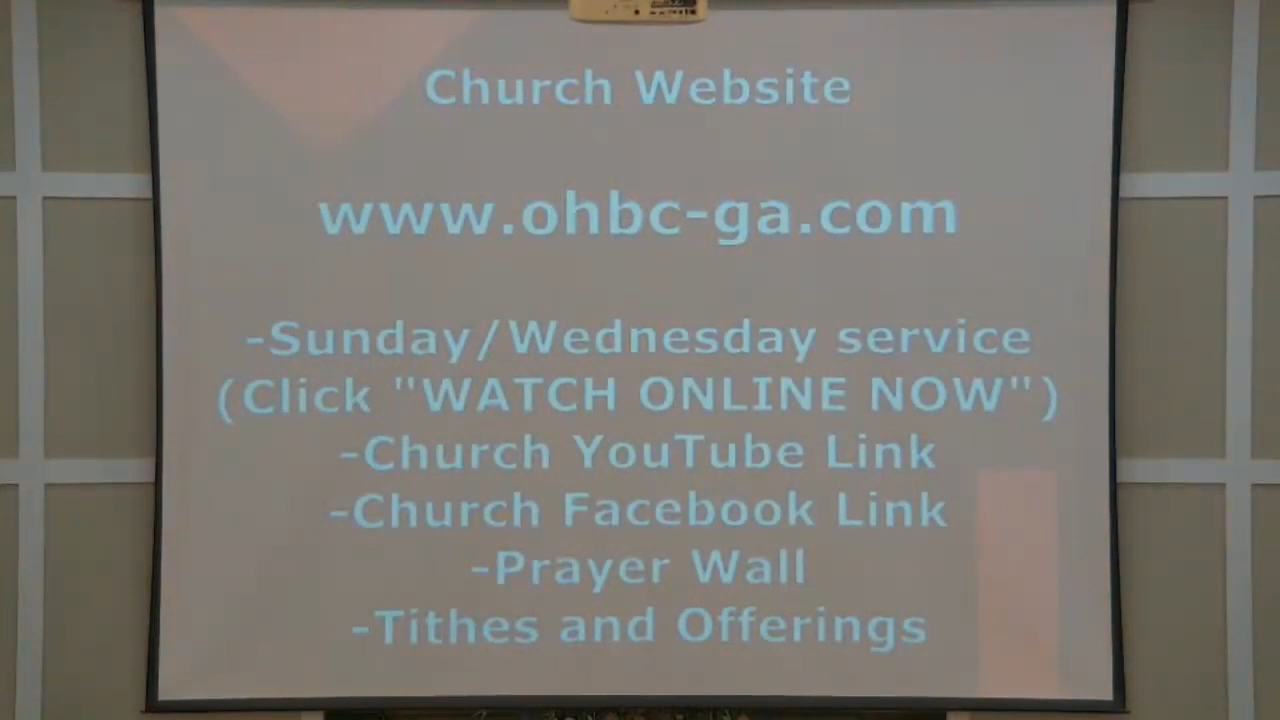 Church Website
www.ohbc-ga.com
-Sunday/Wednesday service
(Click "WATCH ONLINE NOW")
-Church YouTube Link
-Church Facebook Link
-Prayer Wall
-Tithes and Offerings